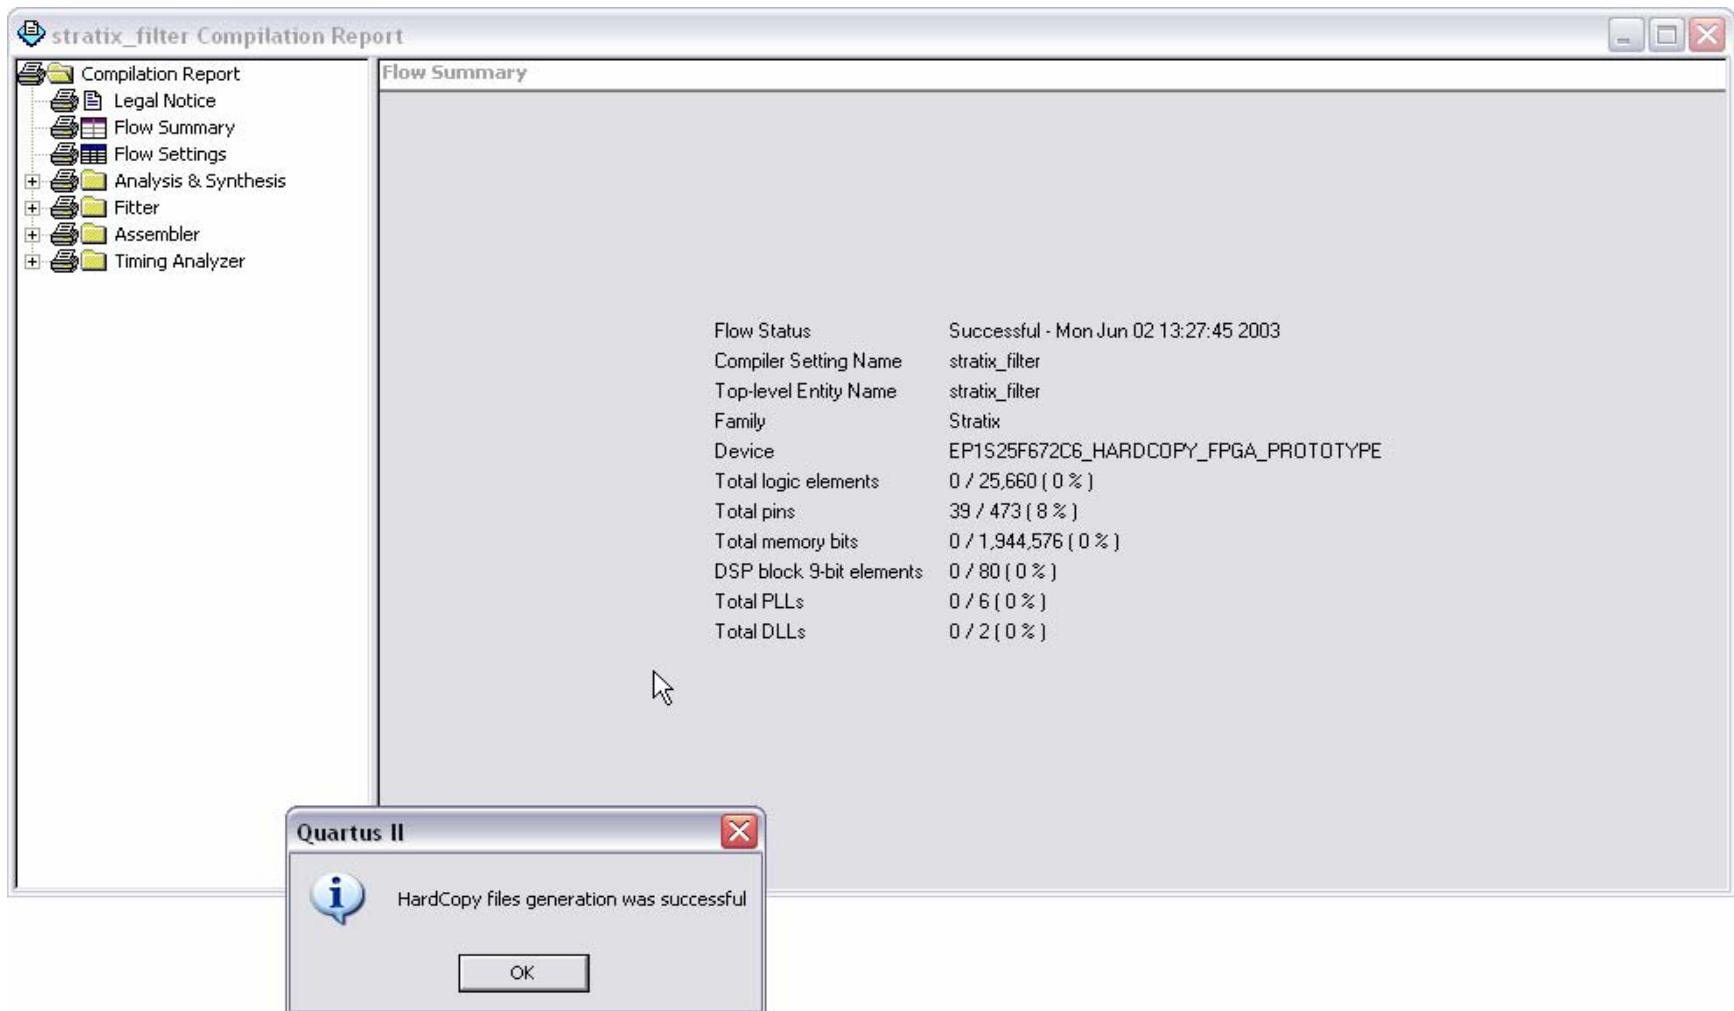 stratix_filter Compilation Report
Compilation Report
Legal Notice
Flow Summary
Flow Settings
Analysis & Synthesis
Fitter
Assembler
Timing Analyzer
Flow Summary
Flow Status Successful - Mon Jun 02 13:27:45 2003
Compiler Setting Name stratix_filter
Top-level Entity Name stratix_filter
Family Stratix
Device EP1S25F672C6_HARDCOPY_FPGA_PROTOTYPE
Total logic elements 0 / 25,660 ( 0 % )
Total pins 39 / 473 ( 8 % )
Total memory bits 0 / 1,944,576 ( 0 % )
DSP block 9-bit elements 0 / 80 ( 0 % )
Total PLLs 0 / 6 ( 0 % )
Total DLLs 0 / 2 ( 0 % )
Quartus II
HardCopy files generation was successful
OK